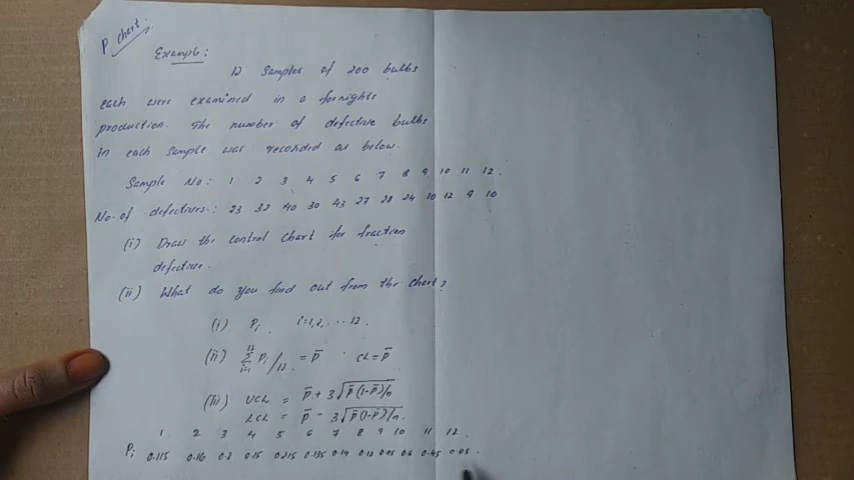 P chart.
Example:
12 Samples of 200 bulbs
each were examined in a fornights
production. The number of defective bulbs
in each sample was recorded as below.
Sample No: 1 2 3 4 5 6 7 8 9 10 11 12.
No. of defectives: 23 32 40 30 43 27 28 24 10 12 9 10
(i) Draw the control Chart for fraction
defective.
(ii) What do you find out from the chart?
(i) Pi, i=1,2, ... 12.
(ii) 12 Σ i=1 Pi/12 = p̄ CL = p̄
(iii) UCL = p̄ + 3√p̄(1-p̄)/n
LCL = p̄ - 3√p̄(1-p̄)/n.
1 2 3 4 5 6 7 8 9 10 11 12.
Pi 0.115 0.16 0.2 0.15 0.215 0.135 0.14 0.12 0.05 0.6 0.45 0.05.